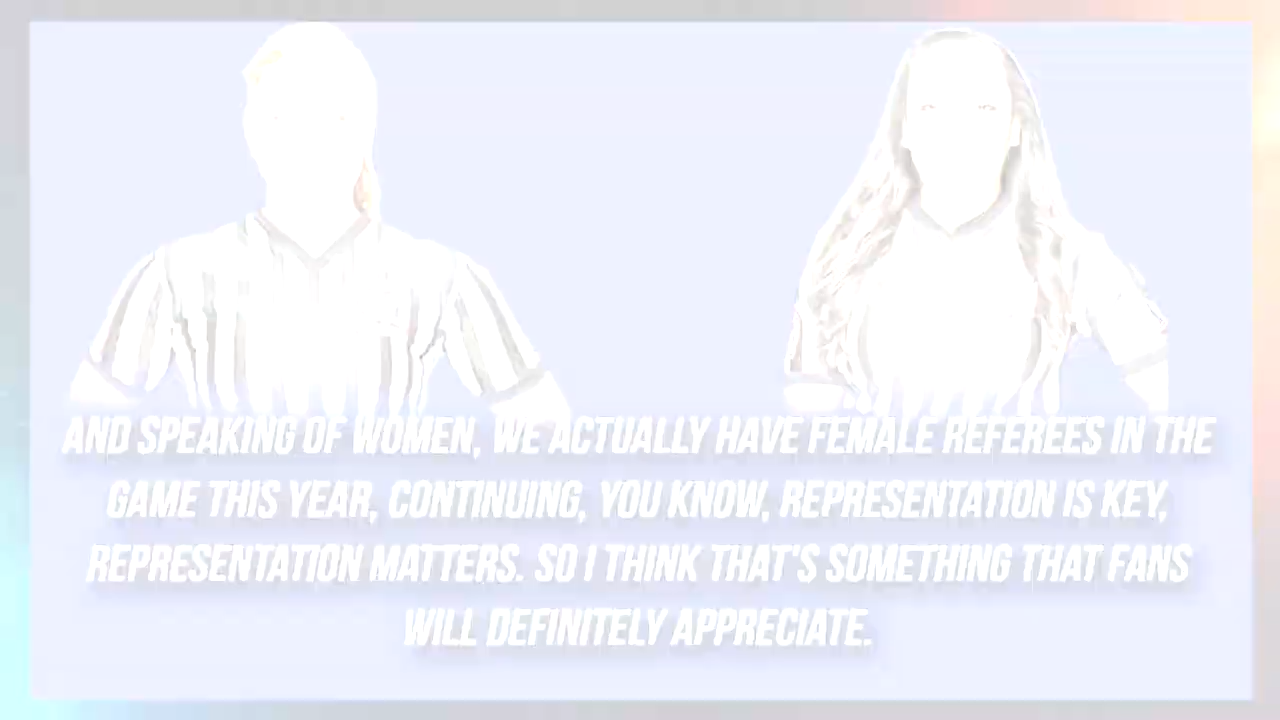 AND SPEAKING OF WOMEN, WE ACTUALLY HAVE FEMALE REFEREES IN THE
GAME THIS YEAR, CONTINUING, YOU KNOW, REPRESENTATION IS KEY,
REPRESENTATION MATTERS. SO I THINK THAT'S SOMETHING THAT FANS
WILL DEFINITELY APPRECIATE.